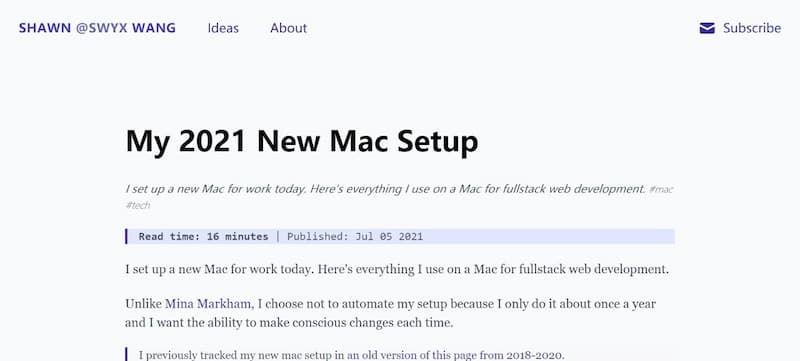 SHAWN @SWYX WANG Ideas About Subscribe
My 2021 New Mac Setup
I set up a new Mac for work today. Here's everything I use on a Mac for fullstack web development. #mac
#tech
Read time: 16 minutes | Published: Jul 05 2021
I set up a new Mac for work today. Here's everything I use on a Mac for fullstack web development.
Unlike Mina Markham, I choose not to automate my setup because I only do it about once a year
and I want the ability to make conscious changes each time.
I previously tracked my new mac setup in an old version of this page from 2018-2020.